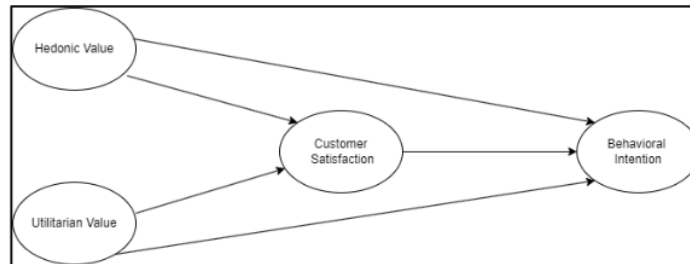 Hedonic Value
Customer
Satisfaction
Behavioral
Intention
Utilitarian Value